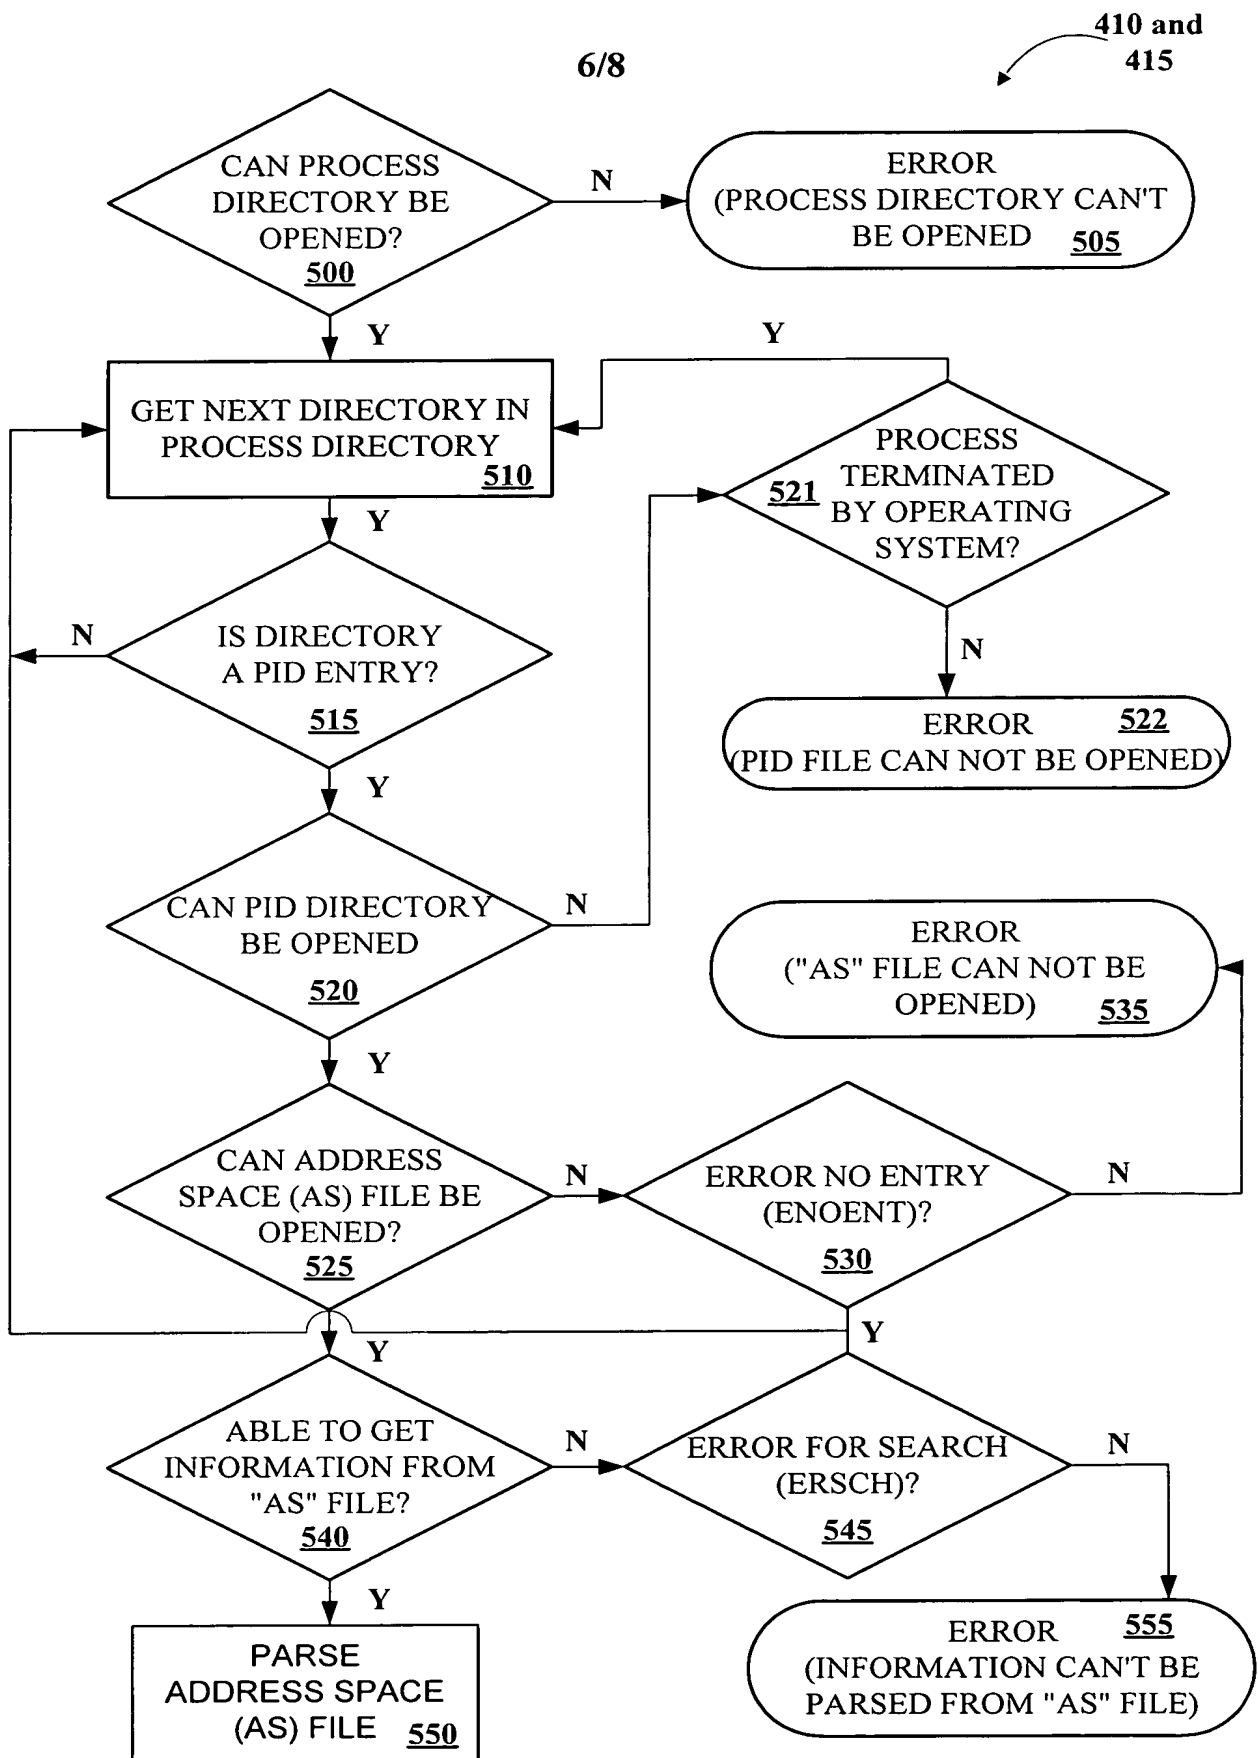 410 and
415
6/8
CAN PROCESS
DIRECTORY BE
OPENED?
500
N
ERROR
(PROCESS DIRECTORY CAN'T
BE OPENED 505
Y
Y
GET NEXT DIRECTORY IN
PROCESS DIRECTORY
510
PROCESS
TERMINATED
521 BY OPERATING
SYSTEM?
Y
N
IS DIRECTORY
A PID ENTRY?
515
N
ERROR 522
(PID FILE CAN NOT BE OPENED)
Y
CAN PID DIRECTORY
BE OPENED
520
N
ERROR
("AS" FILE CAN NOT BE
OPENED) 535
Y
CAN ADDRESS
SPACE (AS) FILE BE
OPENED?
525
N
ERROR NO ENTRY
(ENOENT)?
530
N
Y
Y
ABLE TO GET
INFORMATION FROM
"AS" FILE?
540
N
ERROR FOR SEARCH
(ERSCH)?
545
N
Y
PARSE
ADDRESS SPACE
(AS) FILE 550
ERROR 555
(INFORMATION CAN'T BE
PARSED FROM "AS" FILE)